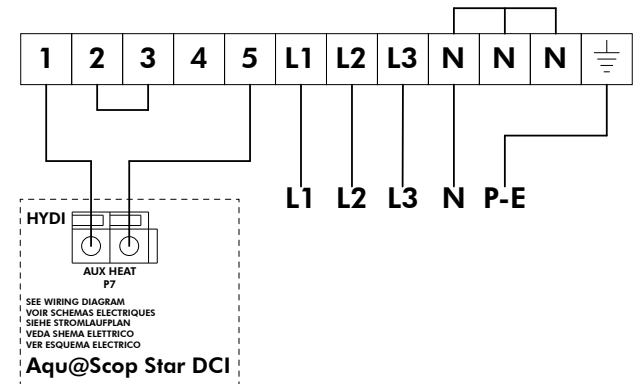 1 2 3 4 5 L1 L2 L3 N N N
L1 L2 L3 N P-E
HYDI
AUX HEAT
P7
SEE WIRING DIAGRAM
VOIR SCHEMAS ELECTRIQUES
SIEHE STROMLAUFPLAN
VEDA SHEMA ELETTRICO
VER ESQUEMA ELECTRICO
Aqu@Scop Star DCI